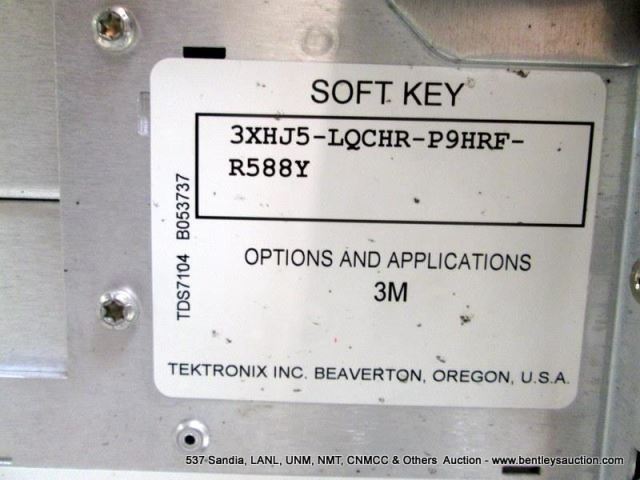 SOFT KEY
3XHJ5-LQCHR-P9HRF-
R588Y
TDS7104 B053737
OPTIONS AND APPLICATIONS
3M
TEKTRONIX INC. BEAVERTON, OREGON, U.S.A.
537 Sandia, LANL, UNM, NMT, CNMCC & Others Auction - www.bentleysauction.com